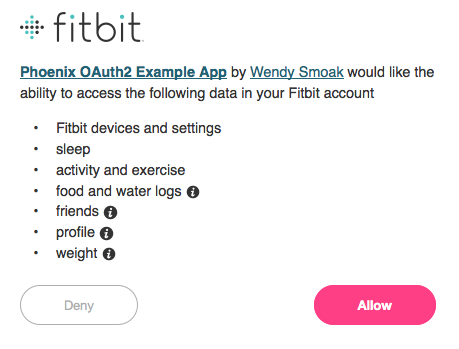 fitbit
Phoenix OAuth2 Example App by Wendy Smoak would like the
ability to access the following data in your Fitbit account
• Fitbit devices and settings
• sleep
• activity and exercise
• food and water logs i
• friends i
• profile i
• weight i
Deny
Allow